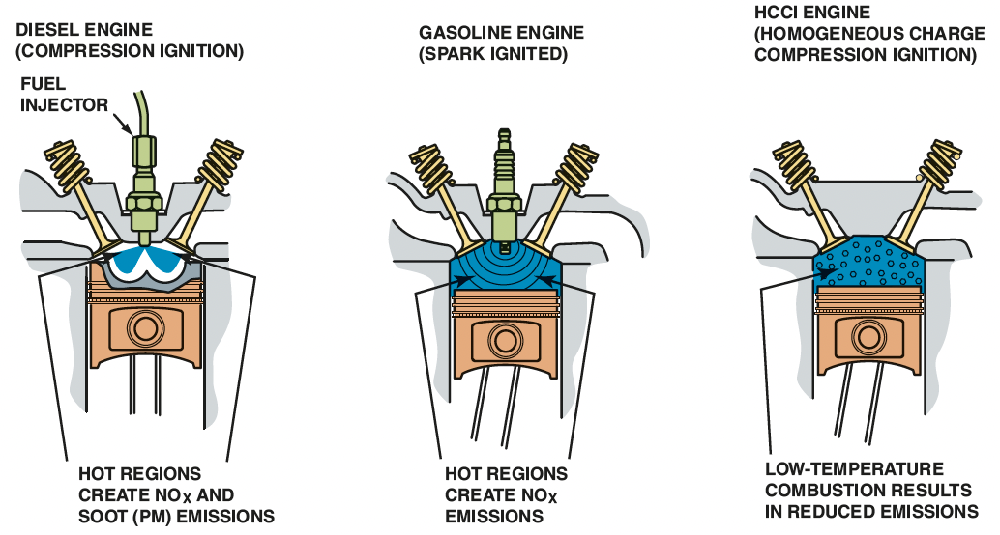 DIESEL ENGINE
(COMPRESSION IGNITION)
FUEL
INJECTOR
HOT REGIONS
CREATE NOX AND
SOOT (PM) EMISSIONS
GASOLINE ENGINE
(SPARK IGNITED)
HOT REGIONS
CREATE NOX
EMISSIONS
HCCI ENGINE
(HOMOGENEOUS CHARGE
COMPRESSION IGNITION)
LOW-TEMPERATURE
COMBUSTION RESULTS
IN REDUCED EMISSIONS